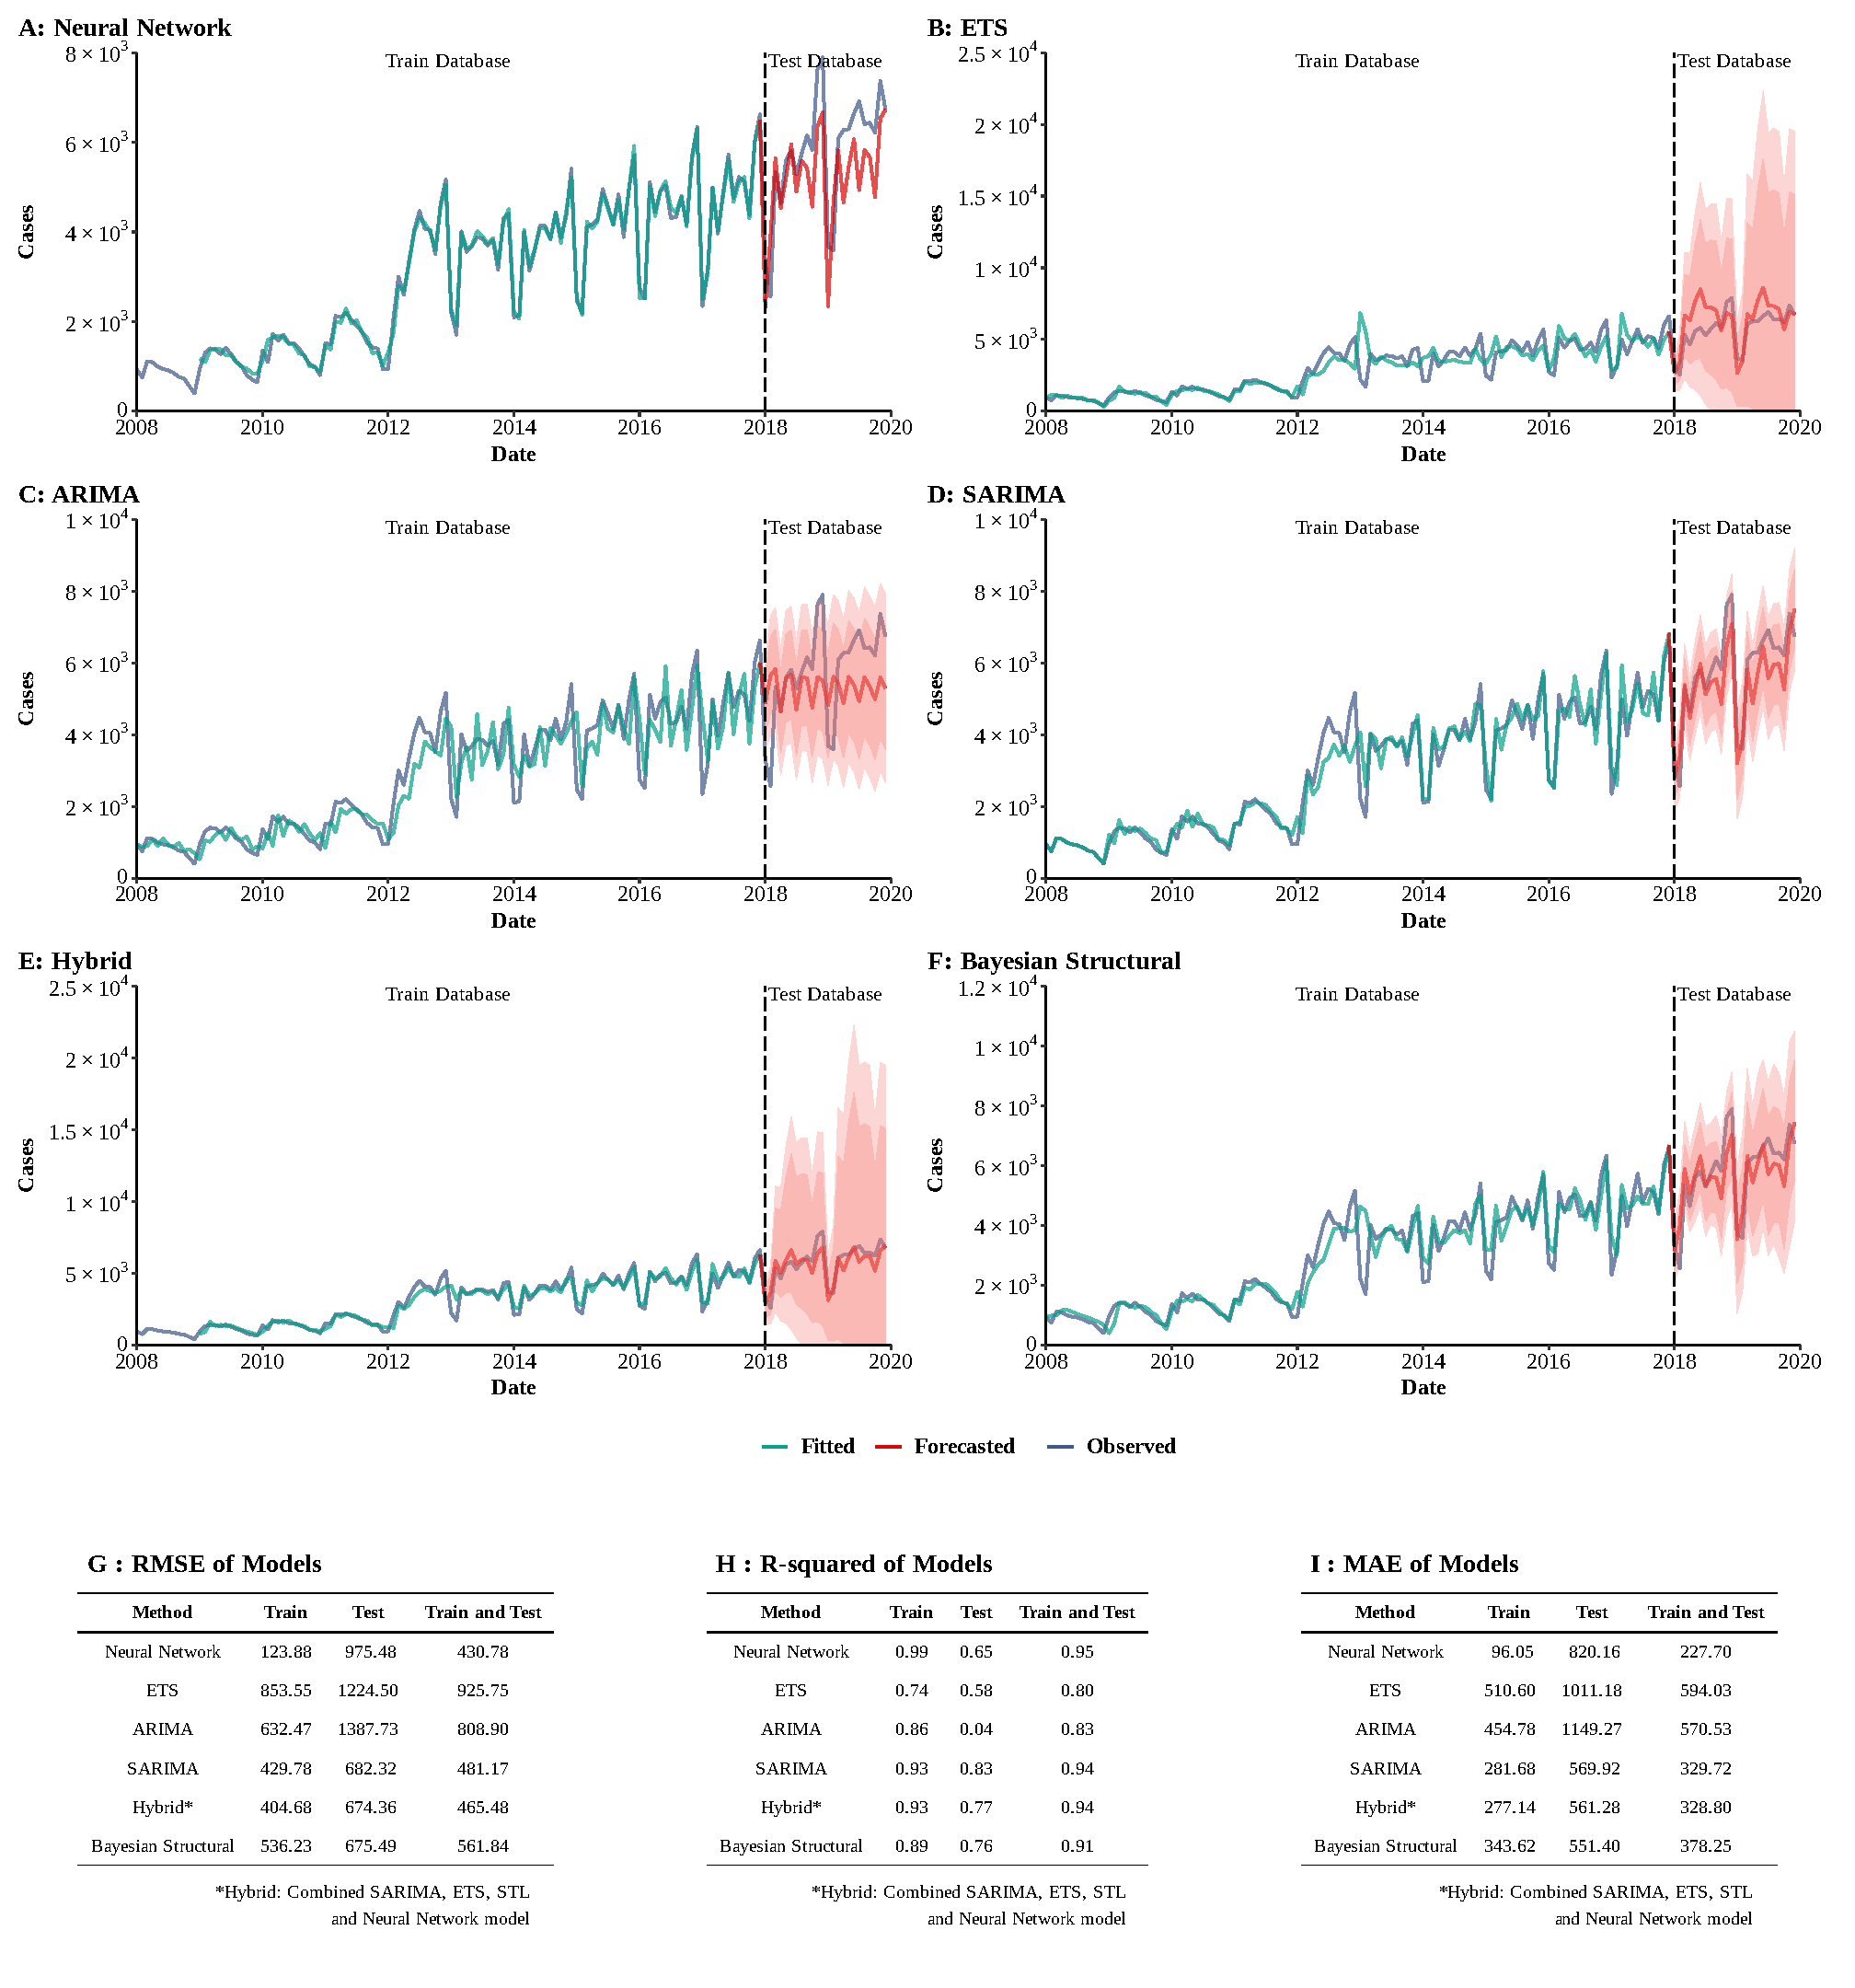 A: Neural Network
8 × 10³
6 × 10³
4 × 10³
2 × 10³
0
Cases
Train Database
Test Database
2008 2010 2012 2014 2016 2018 2020
Date
B: ETS
2.5 × 10⁴
2 × 10⁴
1.5 × 10⁴
1 × 10⁴
5 × 10³
0
Cases
Train Database
Test Database
2008 2010 2012 2014 2016 2018 2020
Date
C: ARIMA
1 × 10⁴
8 × 10³
6 × 10³
4 × 10³
2 × 10³
0
Cases
Train Database
Test Database
2008 2010 2012 2014 2016 2018 2020
Date
D: SARIMA
1 × 10⁴
8 × 10³
6 × 10³
4 × 10³
2 × 10³
0
Cases
Train Database
Test Database
2008 2010 2012 2014 2016 2018 2020
Date
E: Hybrid
2.5 × 10⁴
2 × 10⁴
1.5 × 10⁴
1 × 10⁴
5 × 10³
0
Cases
Train Database
Test Database
2008 2010 2012 2014 2016 2018 2020
Date
F: Bayesian Structural
1.2 × 10⁴
1 × 10⁴
8 × 10³
6 × 10³
4 × 10³
2 × 10³
0
Cases
Train Database
Test Database
2008 2010 2012 2014 2016 2018 2020
Date
Fitted Forecasted Observed
G : RMSE of Models
Method Train Test Train and Test
Neural Network 123.88 975.48 430.78
ETS 853.55 1224.50 925.75
ARIMA 632.47 1387.73 808.90
SARIMA 429.78 682.32 481.17
Hybrid* 404.68 674.36 465.48
Bayesian Structural 536.23 675.49 561.84
*Hybrid: Combined SARIMA, ETS, STL
and Neural Network model
H : R-squared of Models
Method Train Test Train and Test
Neural Network 0.99 0.65 0.95
ETS 0.74 0.58 0.80
ARIMA 0.86 0.04 0.83
SARIMA 0.93 0.83 0.94
Hybrid* 0.93 0.77 0.94
Bayesian Structural 0.89 0.76 0.91
*Hybrid: Combined SARIMA, ETS, STL
and Neural Network model
I : MAE of Models
Method Train Test Train and Test
Neural Network 96.05 820.16 227.70
ETS 510.60 1011.18 594.03
ARIMA 454.78 1149.27 570.53
SARIMA 281.68 569.92 329.72
Hybrid* 277.14 561.28 328.80
Bayesian Structural 343.62 551.40 378.25
*Hybrid: Combined SARIMA, ETS, STL
and Neural Network model